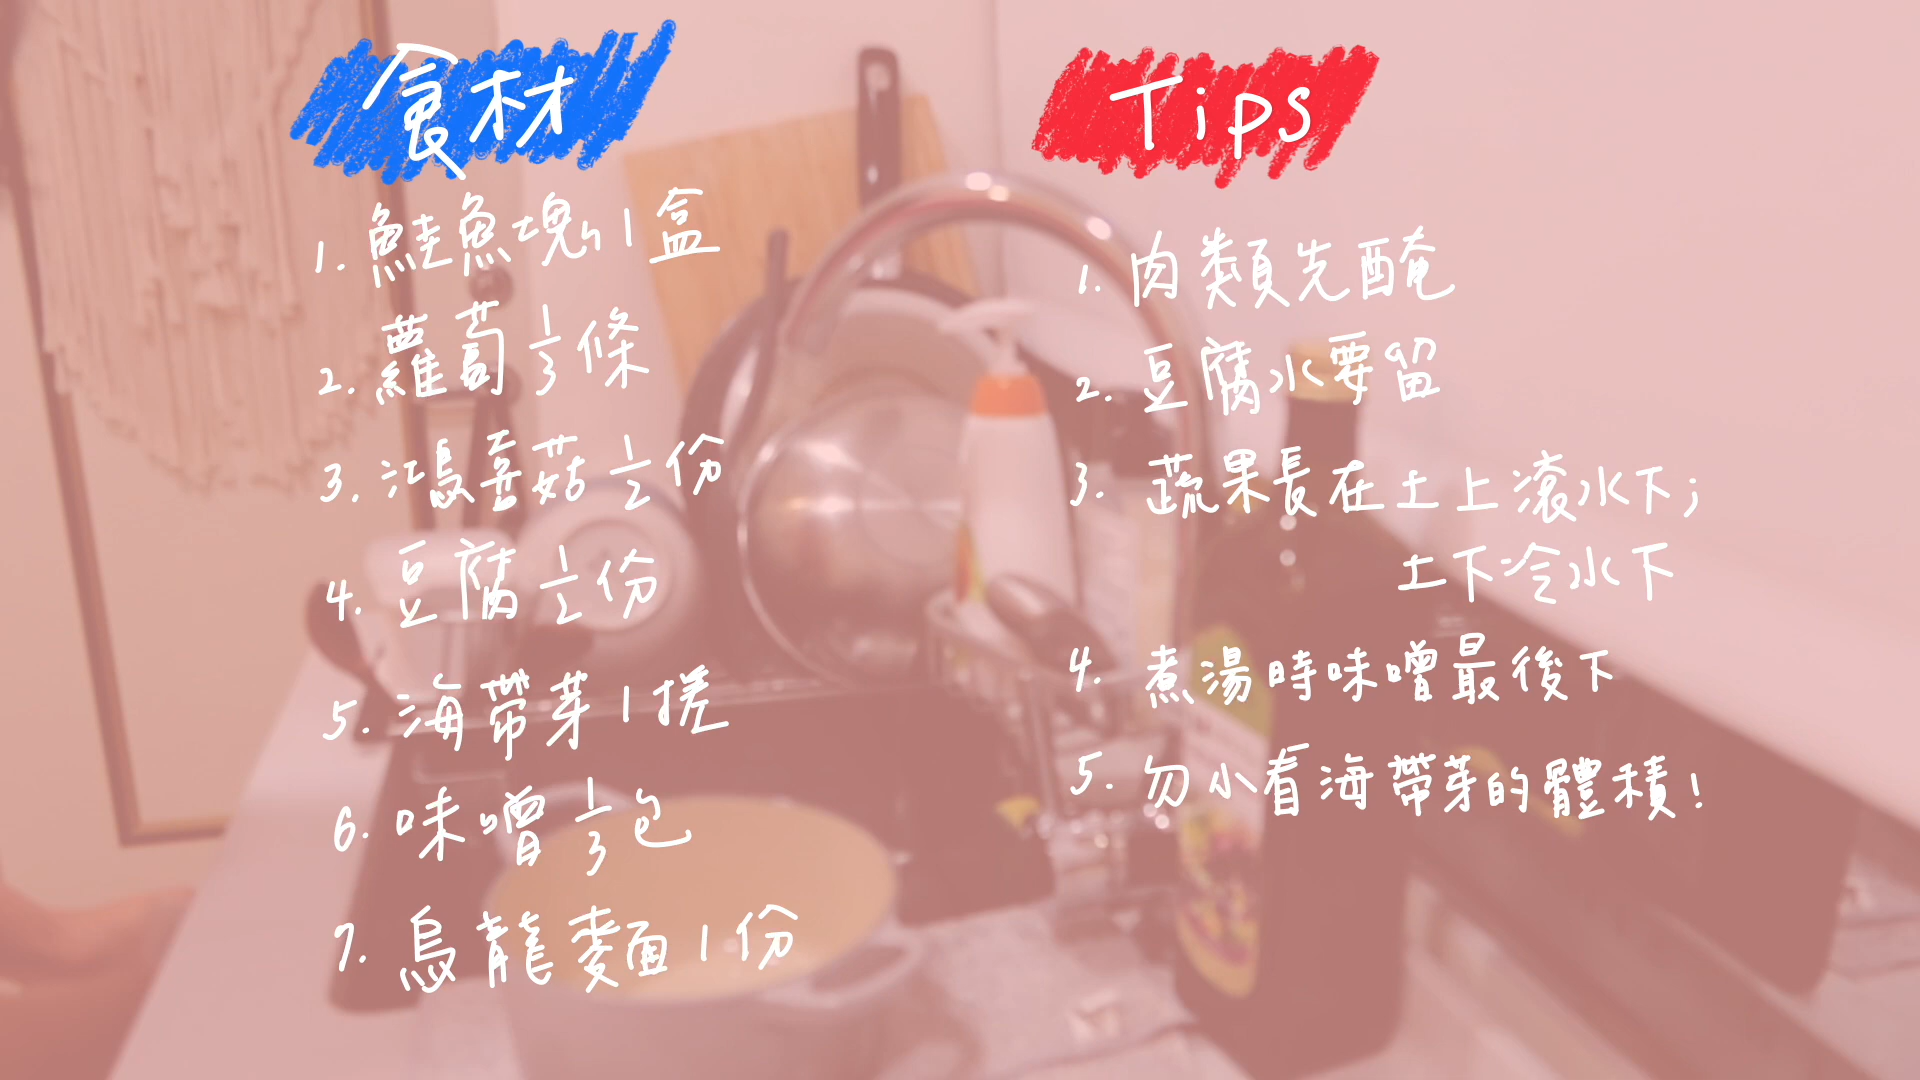 食材
1. 鮭魚塊 1 盒
2. 蘿蔔 1/3 條
3. 鴻喜菇 1/2 份
4. 豆腐 1/2 份
5. 海帶芽 1 搓
6. 味噌 1/3 包
7. 烏龍麵 1 份
Tips
1. 肉類先醃
2. 豆腐水要留
3. 蔬果長在土上滾水下;
土下冷水下
4. 煮湯時味噌最後下
5. 勿小看海帶芽的體積!